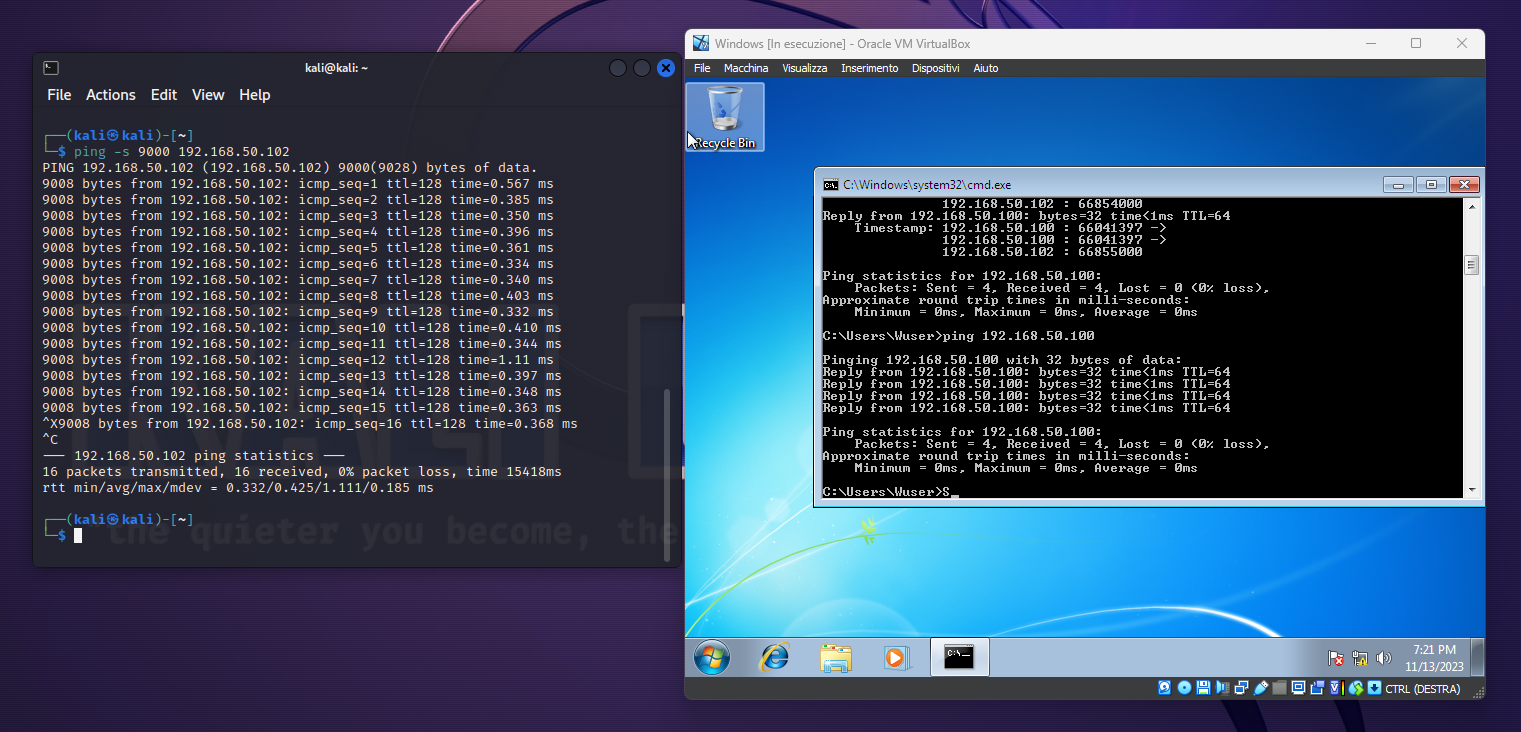 kali@kali: ~
File Actions Edit View Help
┌──(kali㉿kali)-[~]
└─$ ping -s 9000 192.168.50.102
PING 192.168.50.102 (192.168.50.102) 9000(9028) bytes of data.
9008 bytes from 192.168.50.102: icmp_seq=1 ttl=128 time=0.567 ms
9008 bytes from 192.168.50.102: icmp_seq=2 ttl=128 time=0.385 ms
9008 bytes from 192.168.50.102: icmp_seq=3 ttl=128 time=0.350 ms
9008 bytes from 192.168.50.102: icmp_seq=4 ttl=128 time=0.396 ms
9008 bytes from 192.168.50.102: icmp_seq=5 ttl=128 time=0.361 ms
9008 bytes from 192.168.50.102: icmp_seq=6 ttl=128 time=0.334 ms
9008 bytes from 192.168.50.102: icmp_seq=7 ttl=128 time=0.340 ms
9008 bytes from 192.168.50.102: icmp_seq=8 ttl=128 time=0.403 ms
9008 bytes from 192.168.50.102: icmp_seq=9 ttl=128 time=0.332 ms
9008 bytes from 192.168.50.102: icmp_seq=10 ttl=128 time=0.410 ms
9008 bytes from 192.168.50.102: icmp_seq=11 ttl=128 time=0.344 ms
9008 bytes from 192.168.50.102: icmp_seq=12 ttl=128 time=1.11 ms
9008 bytes from 192.168.50.102: icmp_seq=13 ttl=128 time=0.397 ms
9008 bytes from 192.168.50.102: icmp_seq=14 ttl=128 time=0.348 ms
9008 bytes from 192.168.50.102: icmp_seq=15 ttl=128 time=0.363 ms
^X9008 bytes from 192.168.50.102: icmp_seq=16 ttl=128 time=0.368 ms
^C
── 192.168.50.102 ping statistics ──
16 packets transmitted, 16 received, 0% packet loss, time 15418ms
rtt min/avg/max/mdev = 0.332/0.425/1.111/0.185 ms
┌──(kali㉿kali)-[~]
└─$
the quieter you become, the
Windows [In esecuzione] - Oracle VM VirtualBox
File Macchina Visualizza Inserimento Dispositivi Aiuto
Recycle Bin
C:\Windows\system32\cmd.exe
192.168.50.102 : 66854000
Reply from 192.168.50.100: bytes=32 time<1ms TTL=64
Timestamp: 192.168.50.100 : 66041397 ->
192.168.50.100 : 66041397 ->
192.168.50.102 : 66855000
Ping statistics for 192.168.50.100:
Packets: Sent = 4, Received = 4, Lost = 0 (0% loss),
Approximate round trip times in milli-seconds:
Minimum = 0ms, Maximum = 0ms, Average = 0ms
C:\Users\Wuser>ping 192.168.50.100
Pinging 192.168.50.100 with 32 bytes of data:
Reply from 192.168.50.100: bytes=32 time<1ms TTL=64
Reply from 192.168.50.100: bytes=32 time<1ms TTL=64
Reply from 192.168.50.100: bytes=32 time<1ms TTL=64
Reply from 192.168.50.100: bytes=32 time<1ms TTL=64
Ping statistics for 192.168.50.100:
Packets: Sent = 4, Received = 4, Lost = 0 (0% loss),
Approximate round trip times in milli-seconds:
Minimum = 0ms, Maximum = 0ms, Average = 0ms
C:\Users\Wuser>S_
7:21 PM
11/13/2023
CTRL (DESTRA)